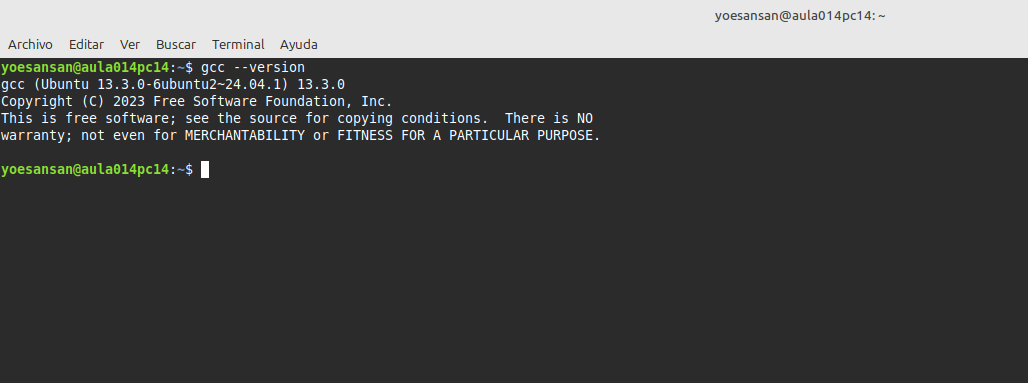 yoesansan@aula014pc14: ~
Archivo Editar Ver Buscar Terminal Ayuda
yoesansan@aula014pc14:~$ gcc --version
gcc (Ubuntu 13.3.0-6ubuntu2~24.04.1) 13.3.0
Copyright (C) 2023 Free Software Foundation, Inc.
This is free software; see the source for copying conditions.  There is NO
warranty; not even for MERCHANTABILITY or FITNESS FOR A PARTICULAR PURPOSE.
yoesansan@aula014pc14:~$